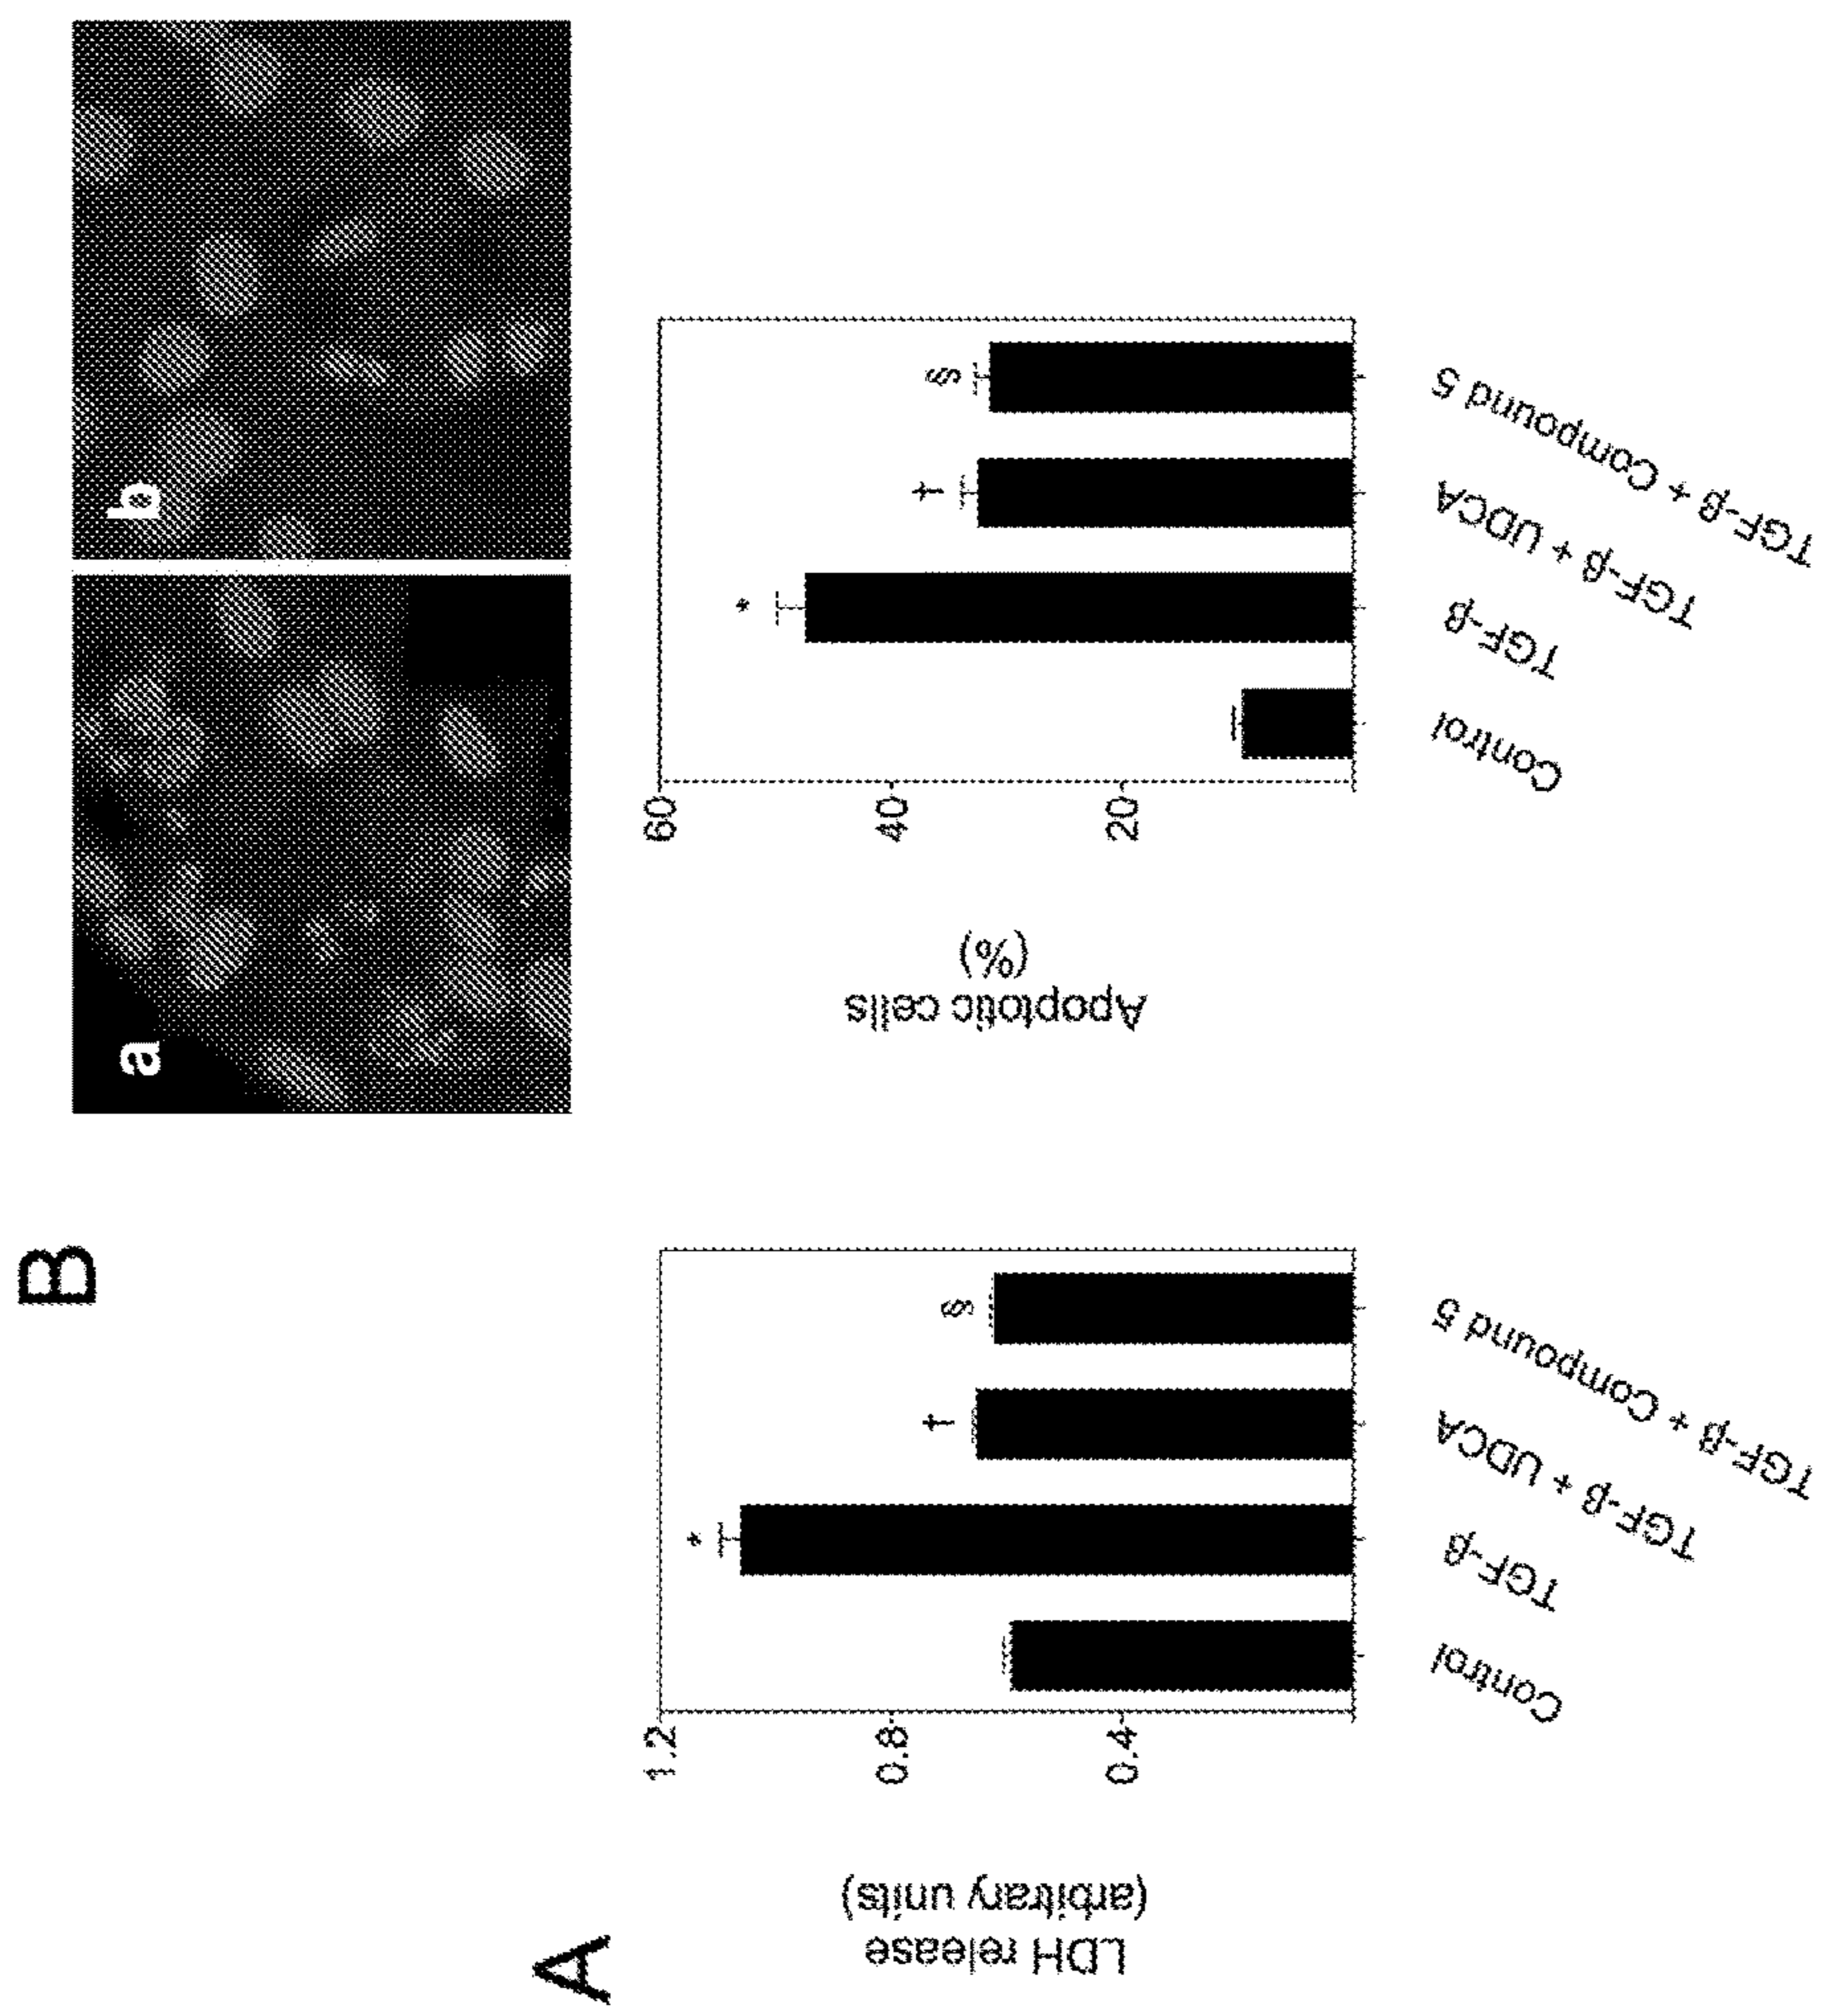 A
LDH release
(arbitrary units)
1.2
0.8
0.4
*
†
§
Control
TGF-β
TGF-β + UDCA
TGF-β + Compound 5
B
a
b
Apoptotic cells
(%)
60
40
20
*
†
§
Control
TGF-β
TGF-β + UDCA
TGF-β + Compound 5